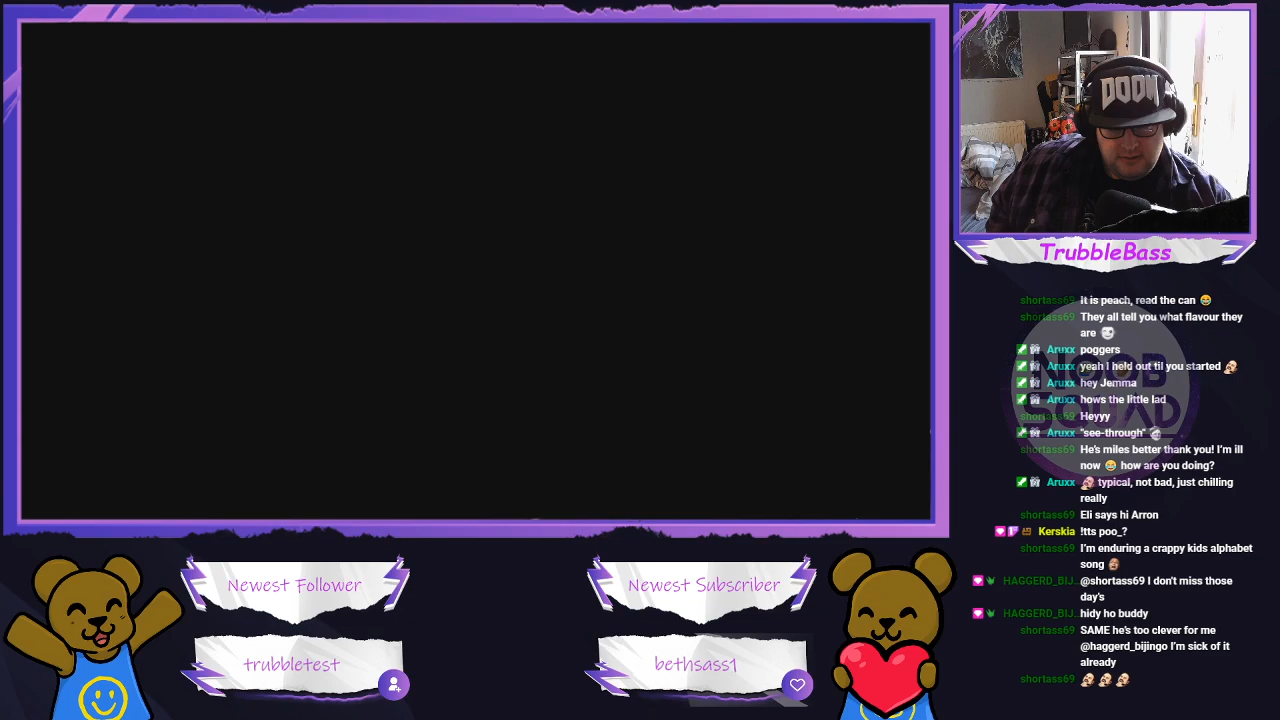 DOOM
TrubbleBass
NOOB
SQUAD
shortass69 it is peach, read the can 😂
shortass69 They all tell you what flavour they
are
Aruxx poggers
Aruxx yeah I held out til you started
Aruxx hey Jemma
Aruxx hows the little lad
shortass69 Heyyy
Aruxx "see-through"
shortass69 He's miles better thank you! I'm ill
now 😂 how are you doing?
Aruxx typical, not bad, just chilling
really
shortass69 Eli says hi Arron
Kerskia !tts poo_?
shortass69 I'm enduring a crappy kids alphabet
song
HAGGERD_BIJ... @shortass69 I don't miss those
day's
HAGGERD_BIJ... hidy ho buddy
shortass69 SAME he's too clever for me
@haggerd_bijingo I'm sick of it
already
shortass69
Newest Follower
trubbletest
Newest Subscriber
bethsass1